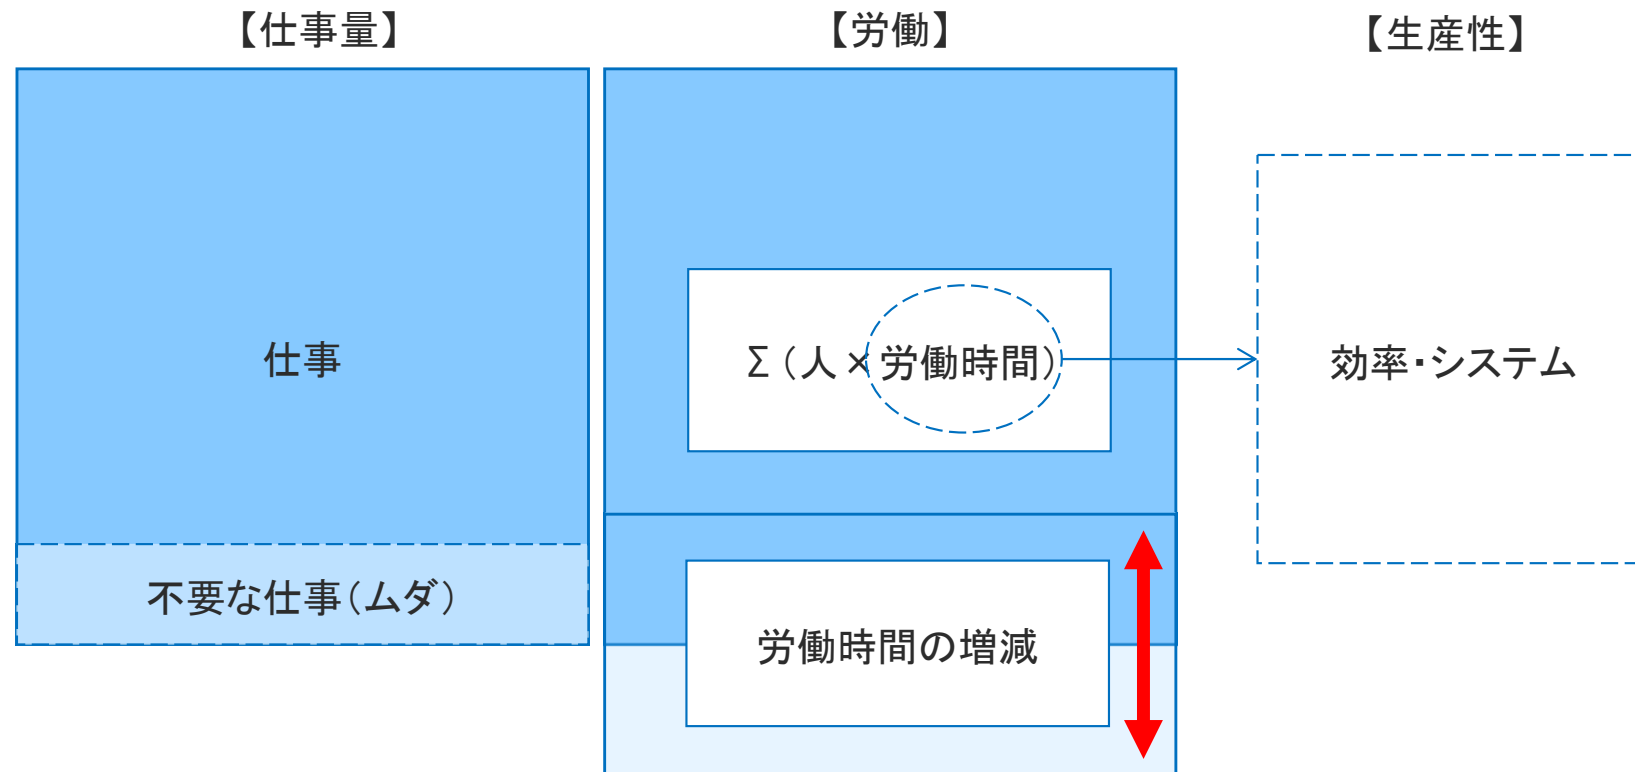 【仕事量】
【労働】
【生産性】
仕事
Σ(人×労働時間)
効率・システム
不要な仕事(ムダ)
労働時間の増減